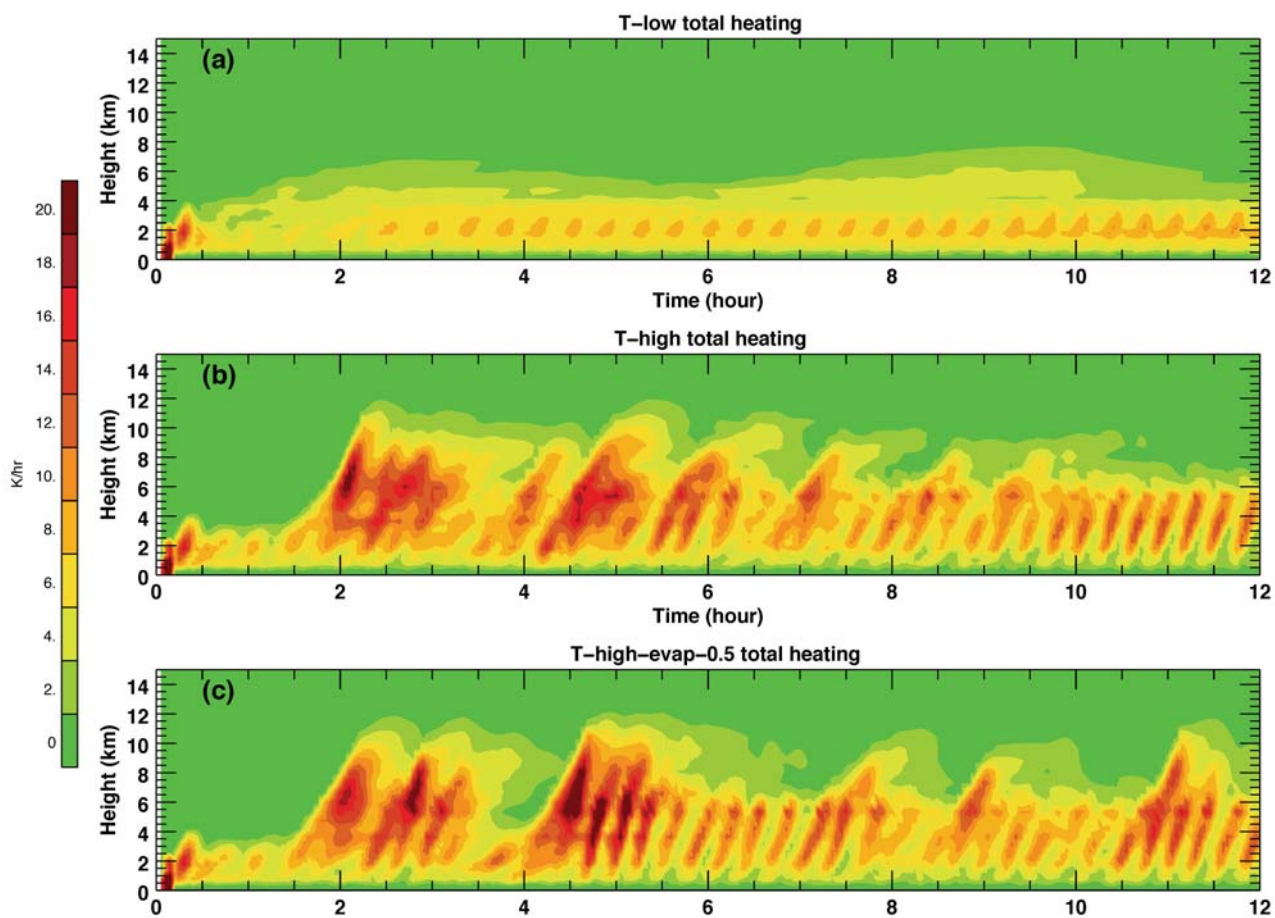 T-low total heating
(a)
Height (km)
14
12
10
8
6
4
2
0
0 2 4 6 8 10 12
Time (hour)
T-high total heating
(b)
Height (km)
14
12
10
8
6
4
2
0
0 2 4 6 8 10 12
Time (hour)
T-high-evap-0.5 total heating
(c)
Height (km)
14
12
10
8
6
4
2
0
0 2 4 6 8 10 12
K/hr
20.
18.
16.
14.
12.
10.
8.
6.
4.
2.
0